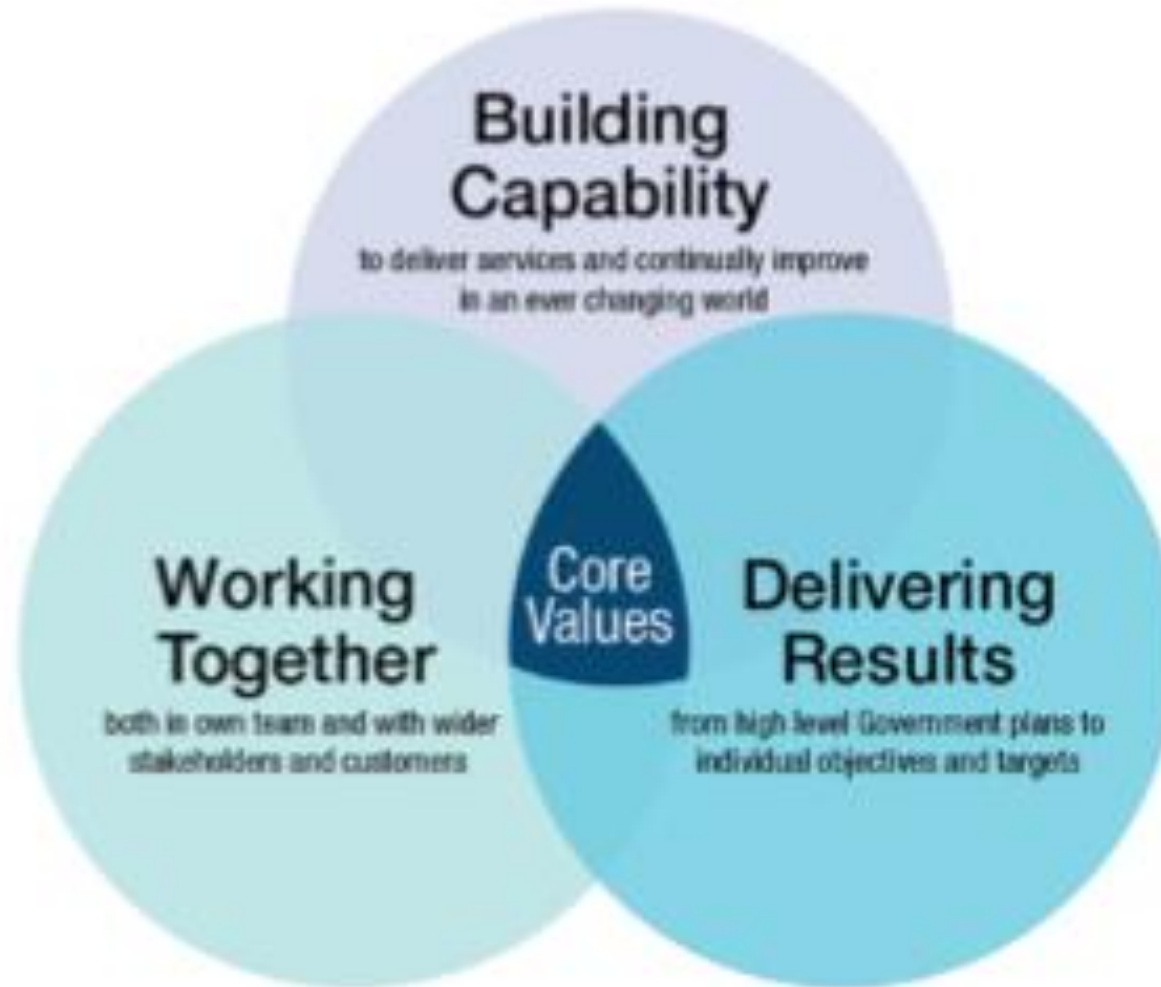 Building
Capability
to deliver services and continually improve
in an ever changing world
Core
Values
Working
Together
both in own team and with wider
stakeholders and customers
Delivering
Results
from high level Government plans to
individual objectives and targets